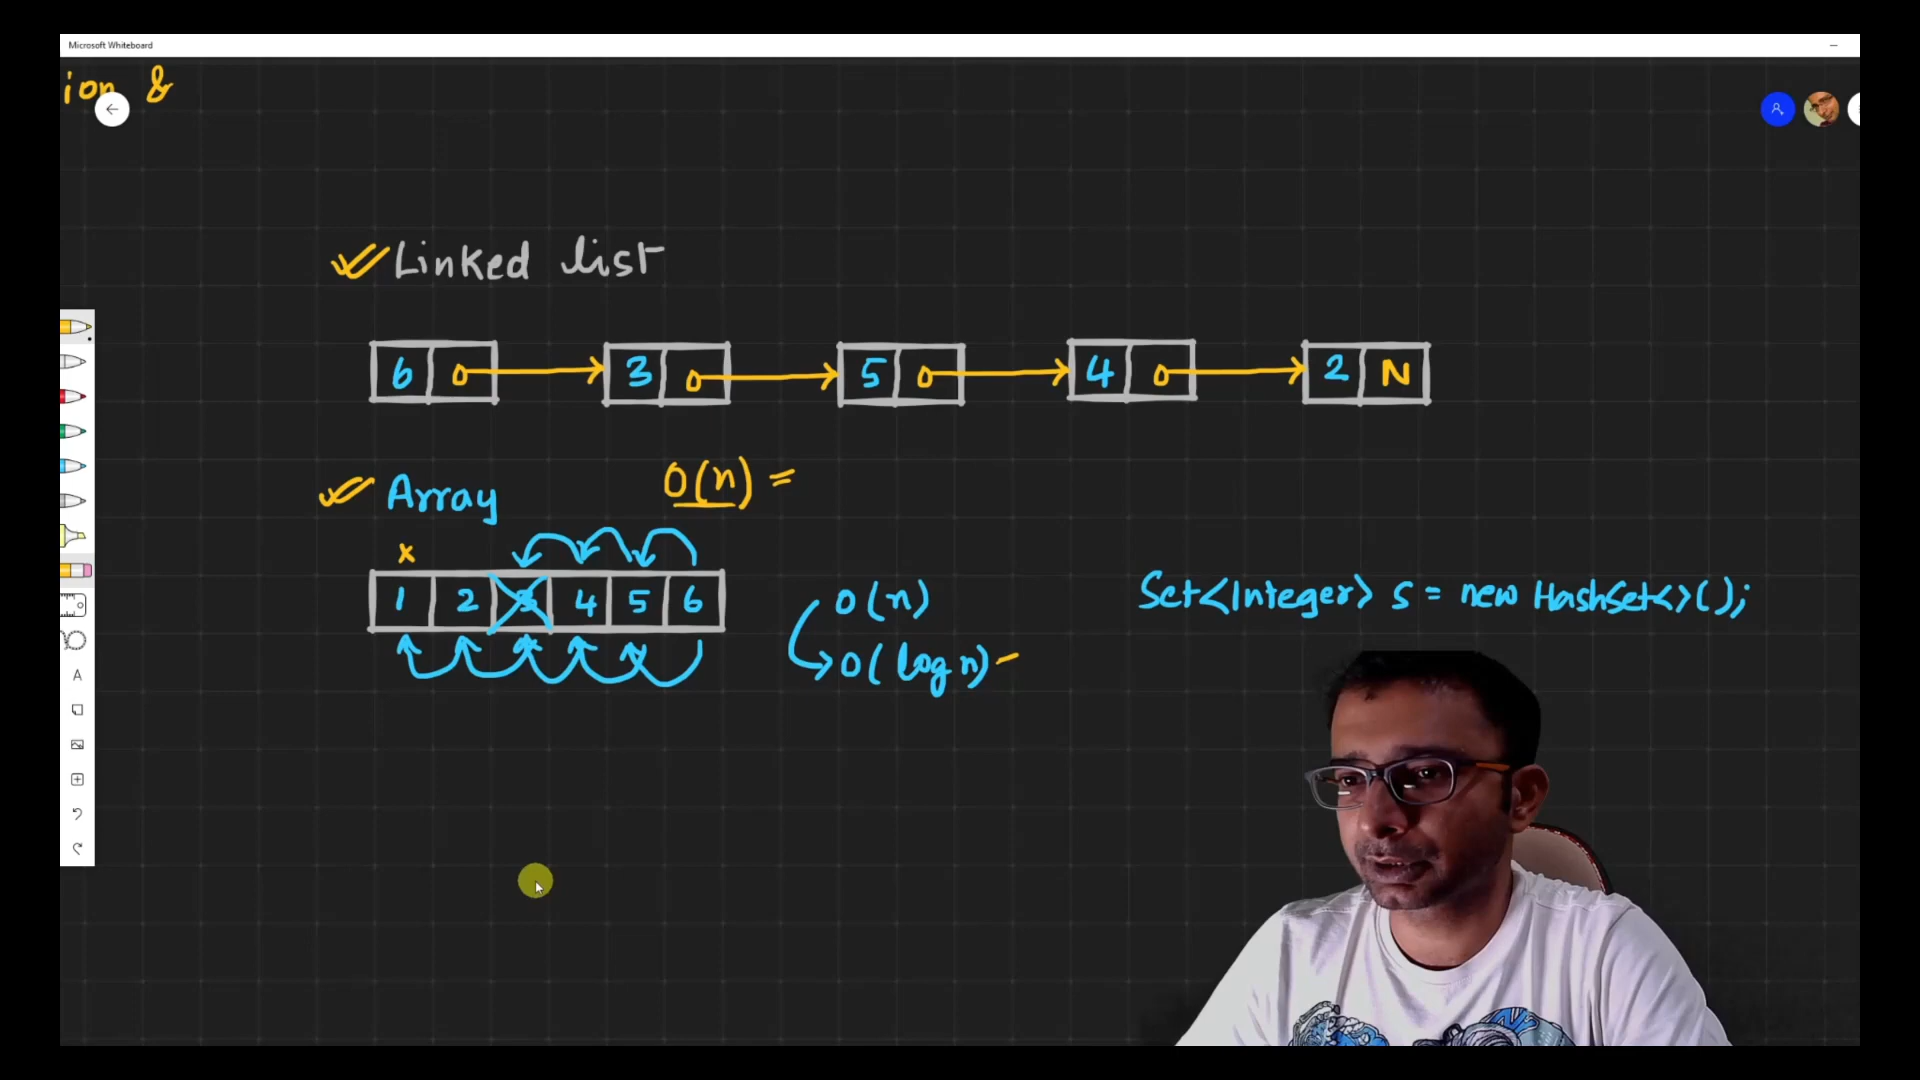 Microsoft Whiteboard
ion &
Linked list
6 0 3 0 5 0 4 0 2 N
Array O(n) =
x
1 2 3 4 5 6
O(n)
O(log n) -
Set<Integer> s = new HashSet<>();
A